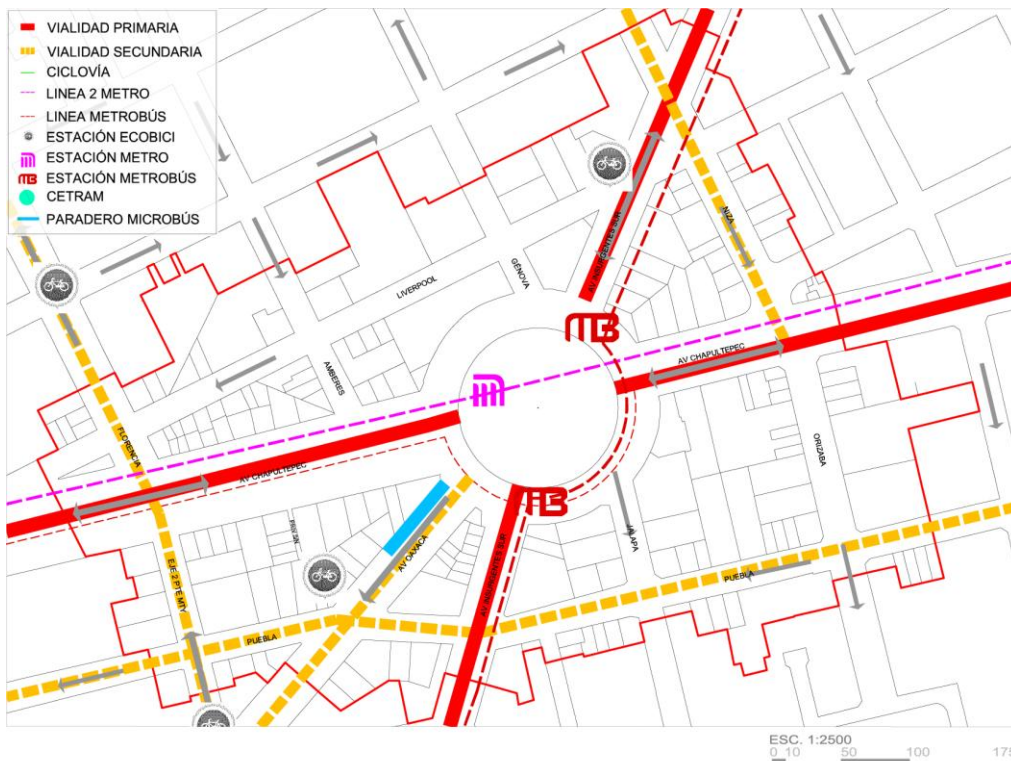 VIALIDAD PRIMARIA
VIALIDAD SECUNDARIA
CICLOVÍA
LINEA 2 METRO
LINEA METROBÚS
ESTACIÓN ECOBICI
ESTACIÓN METRO
ESTACIÓN METROBÚS
CETRAM
PARADERO MICROBÚS
NIZA
AV INSURGENTES SUR
GÉNOVA
LIVERPOOL
AMBERES
AV CHAPULTEPEC
FLORENCIA
AV CHAPULTEPEC
ORIZABA
JALAPA
AV OAXACA
AV INSURGENTES SUR
EJE 2 PTE MTY
PUEBLA
PUEBLA
ESC. 1:2500
0 10 50 100 175